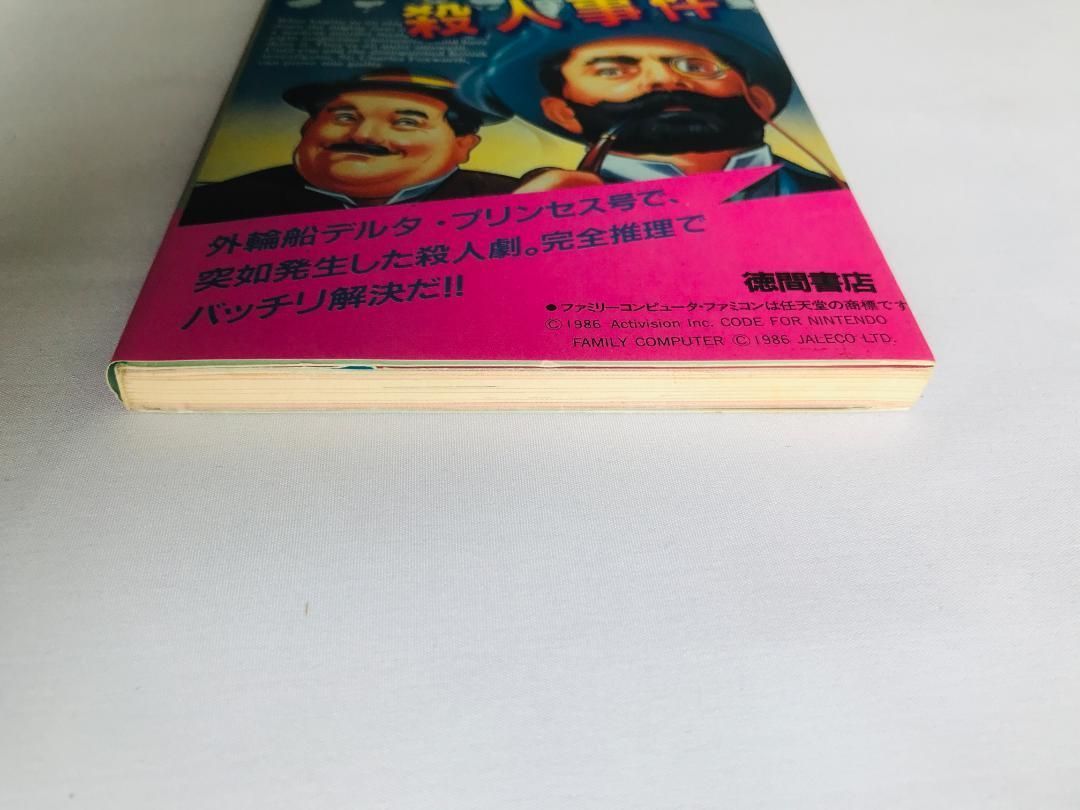 殺人事件
外輪船デルタ・プリンセス号で、
突如発生した殺人劇。完全推理で
バッチリ解決だ!!
徳間書店
●ファミリーコンピュータ・ファミコンは任天堂の商標です
©1986 Activision Inc. CODE FOR NINTENDO
FAMILY COMPUTER ©1986 JALECO LTD.